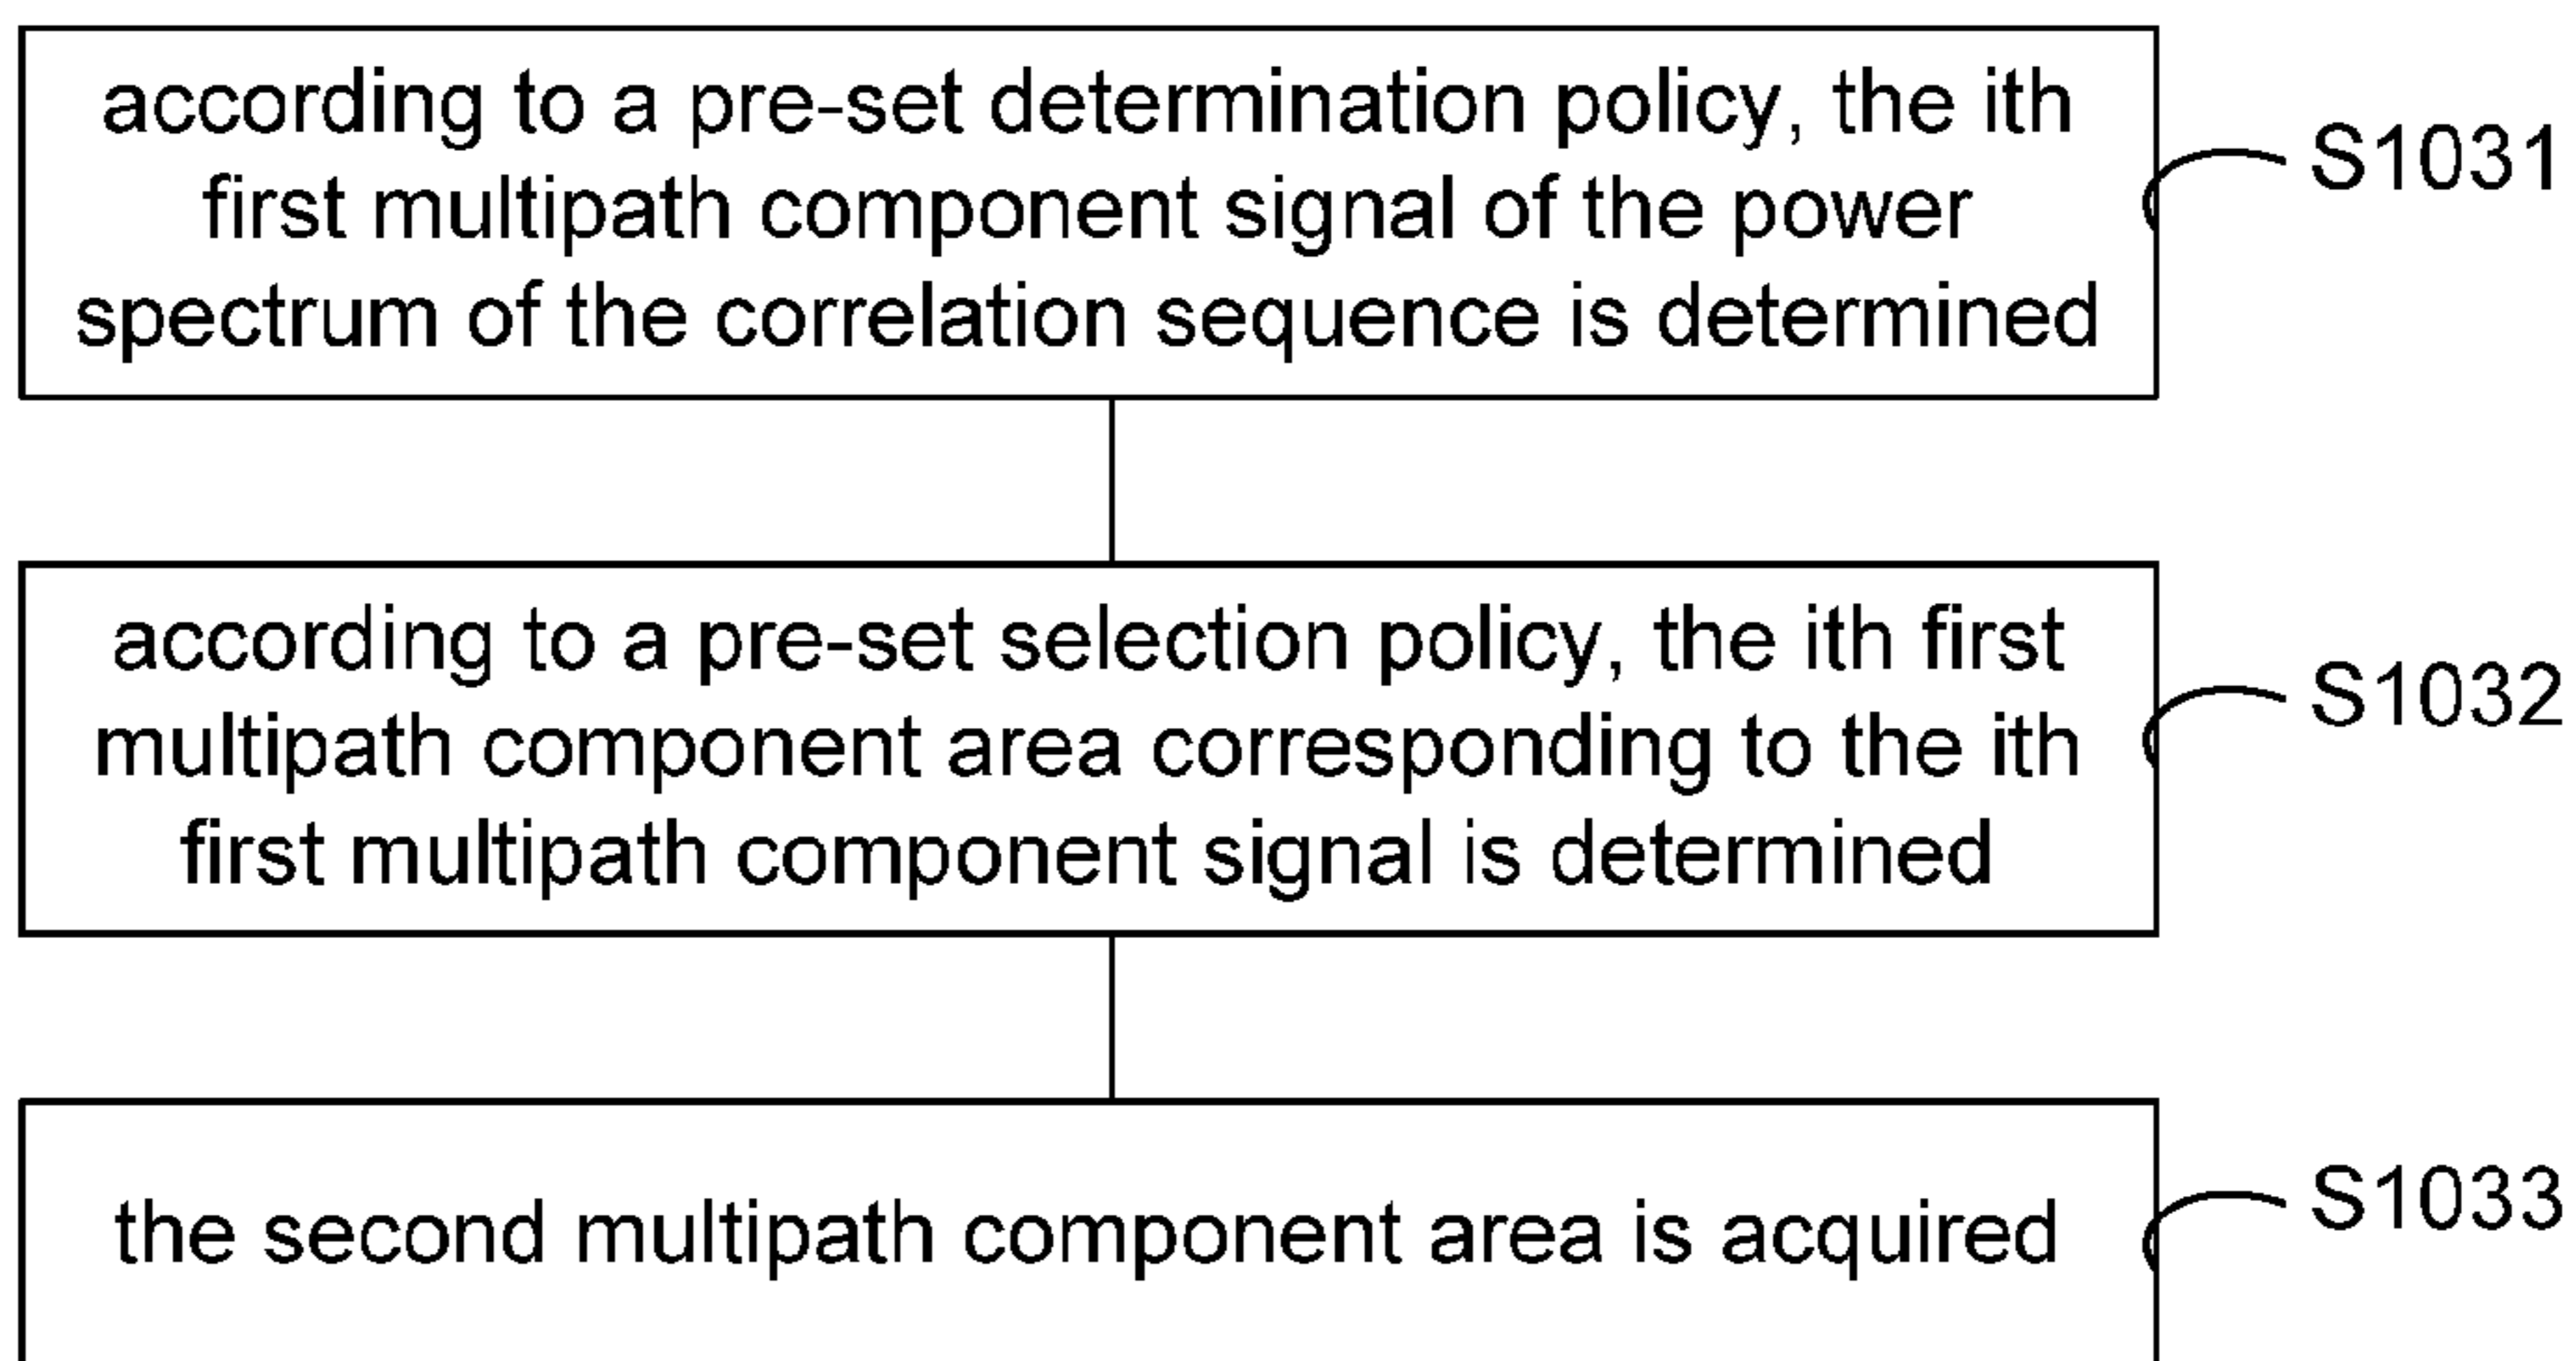 according to a pre-set determination policy, the ith
first multipath component signal of the power
spectrum of the correlation sequence is determined
S1031
according to a pre-set selection policy, the ith first
multipath component area corresponding to the ith
first multipath component signal is determined
S1032
the second multipath component area is acquired
S1033